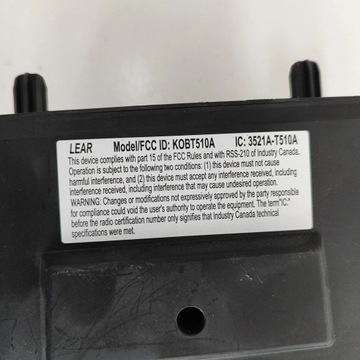 LEAR Model/FCC ID: KOBT510A IC: 3521A-T510A
This device complies with part 15 of the FCC Rules and with RSS-210 of Industry Canada.
Operation is subject to the following two conditions: (1) this device must not cause
harmful interference, and (2) this device must accept any interference received, including
interference received, including interference that may cause undesired operation.
WARNING: Changes or modifications not expressively approved by the party responsible
for compliance could void the user's authority to operate the equipment. The term"IC:"
before the radio certification number only signifies that Industry Canada technical
specifications were met.